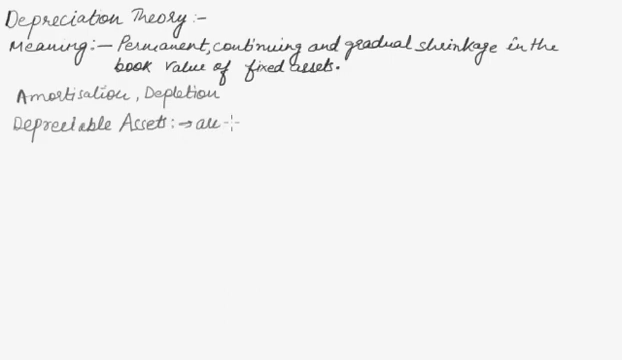 Depreciation Theory:-
Meaning:- Permanent, continuing and gradual shrinkage in the
book value of fixed assets.
Amortisation, Depletion
Depreciable Assets:→ are